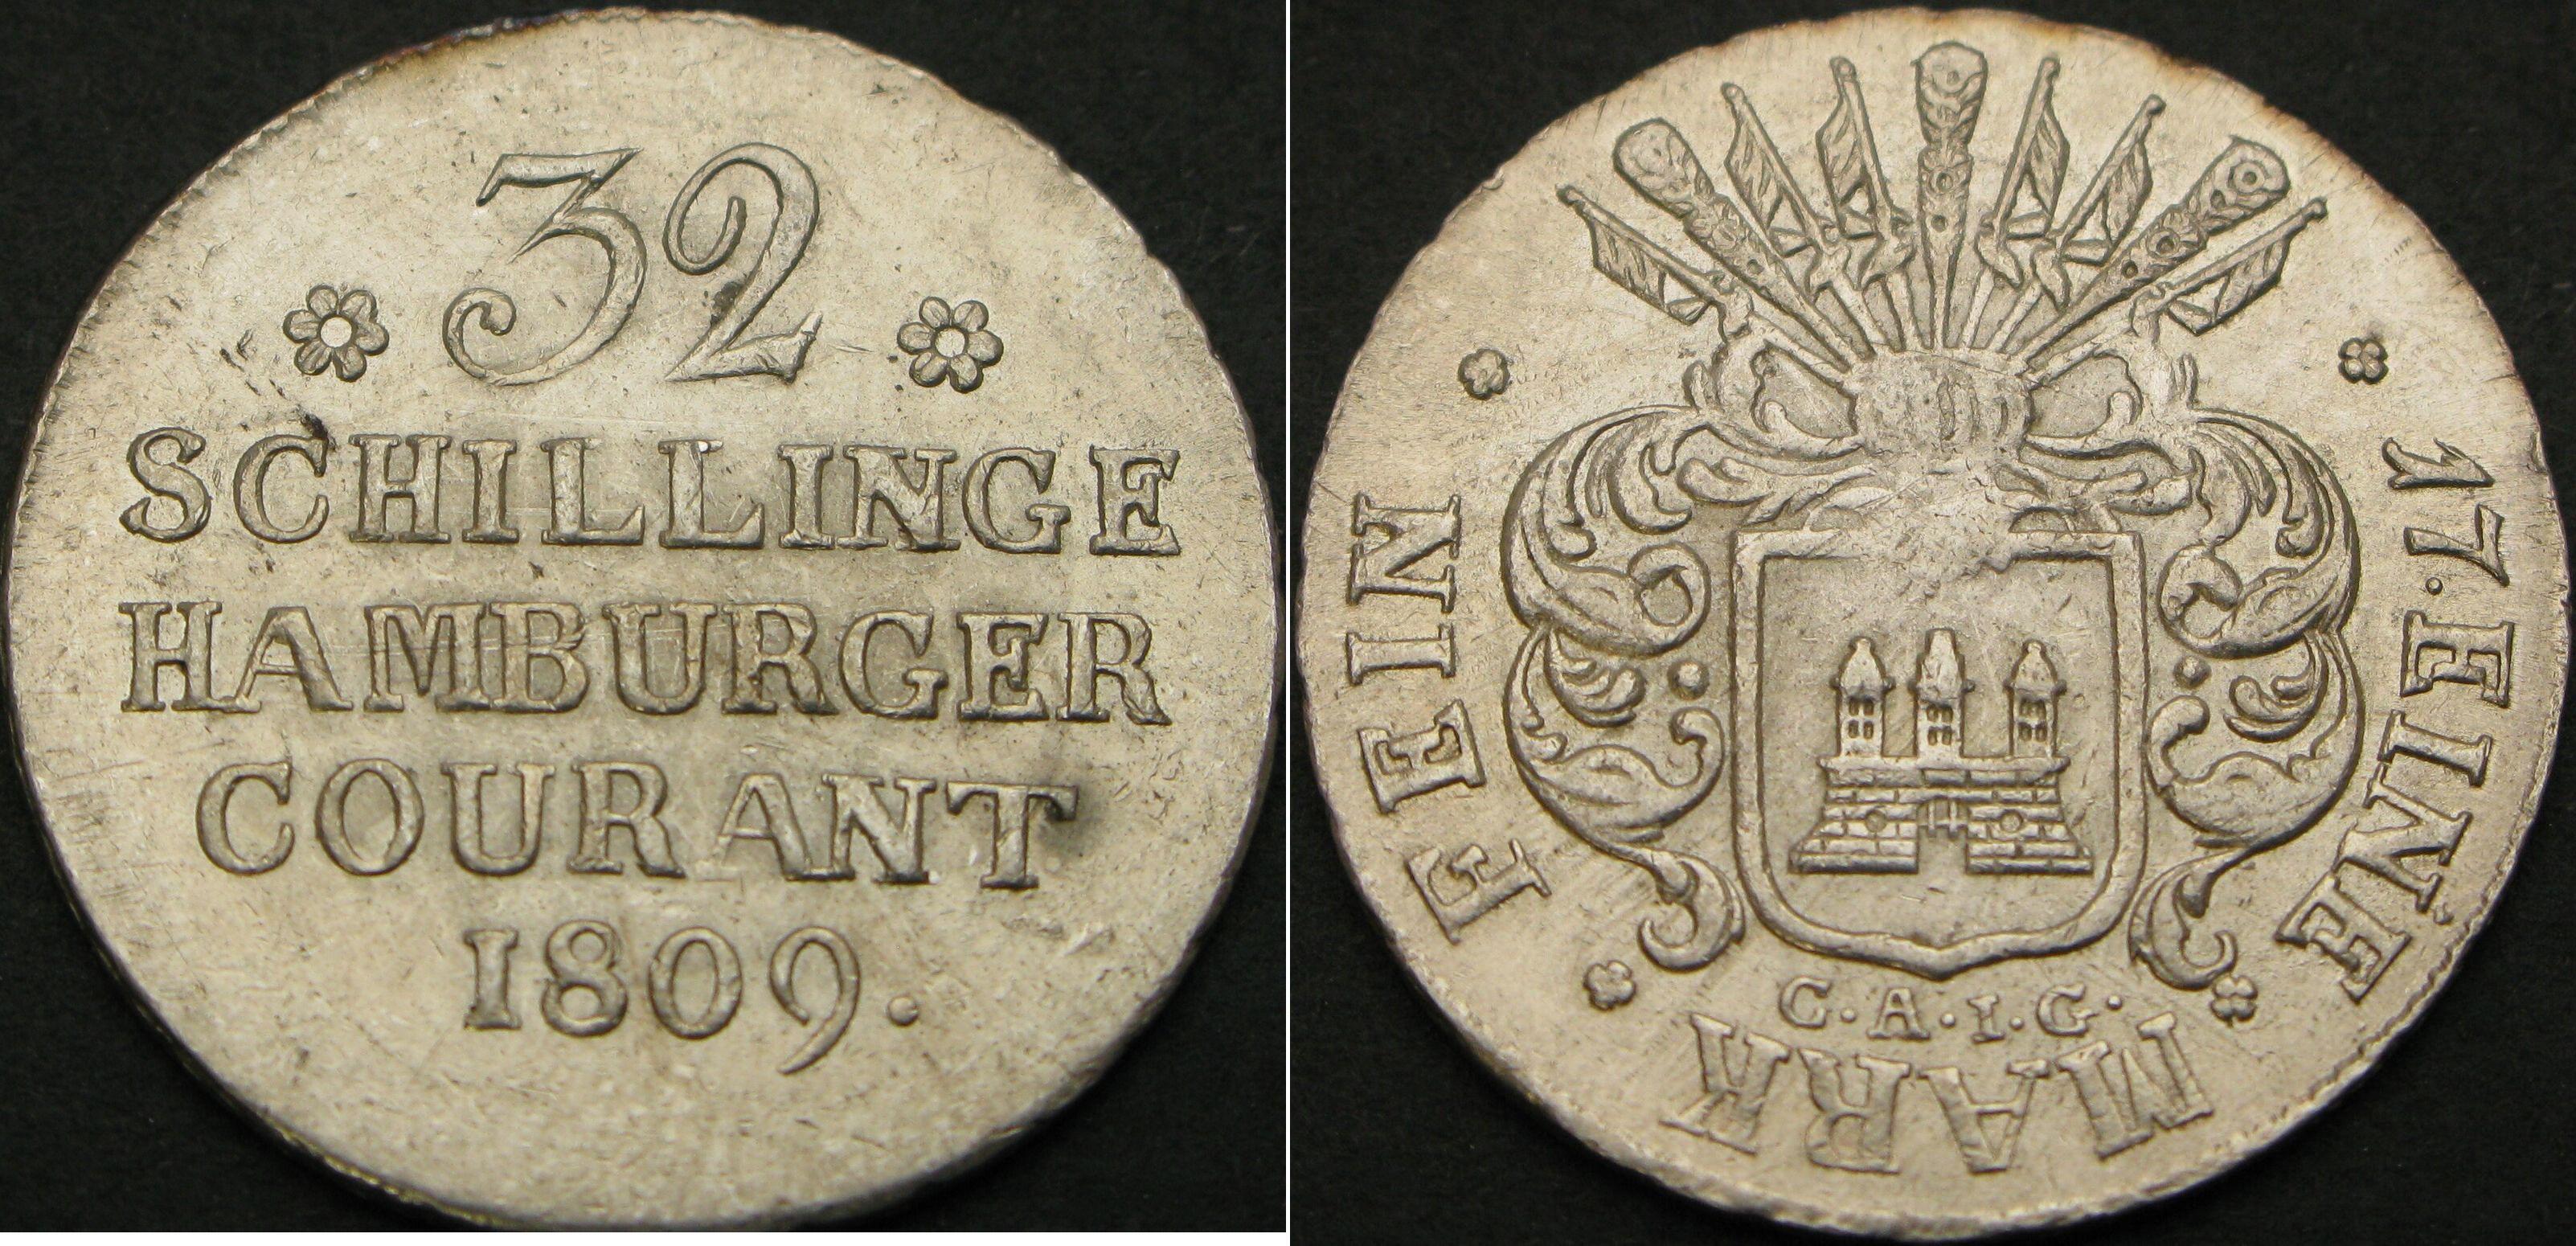 32
SCHILLINGE
HAMBURGER
COURANT
1809.
17. EINE MARK FEIN
C.A.I.G.